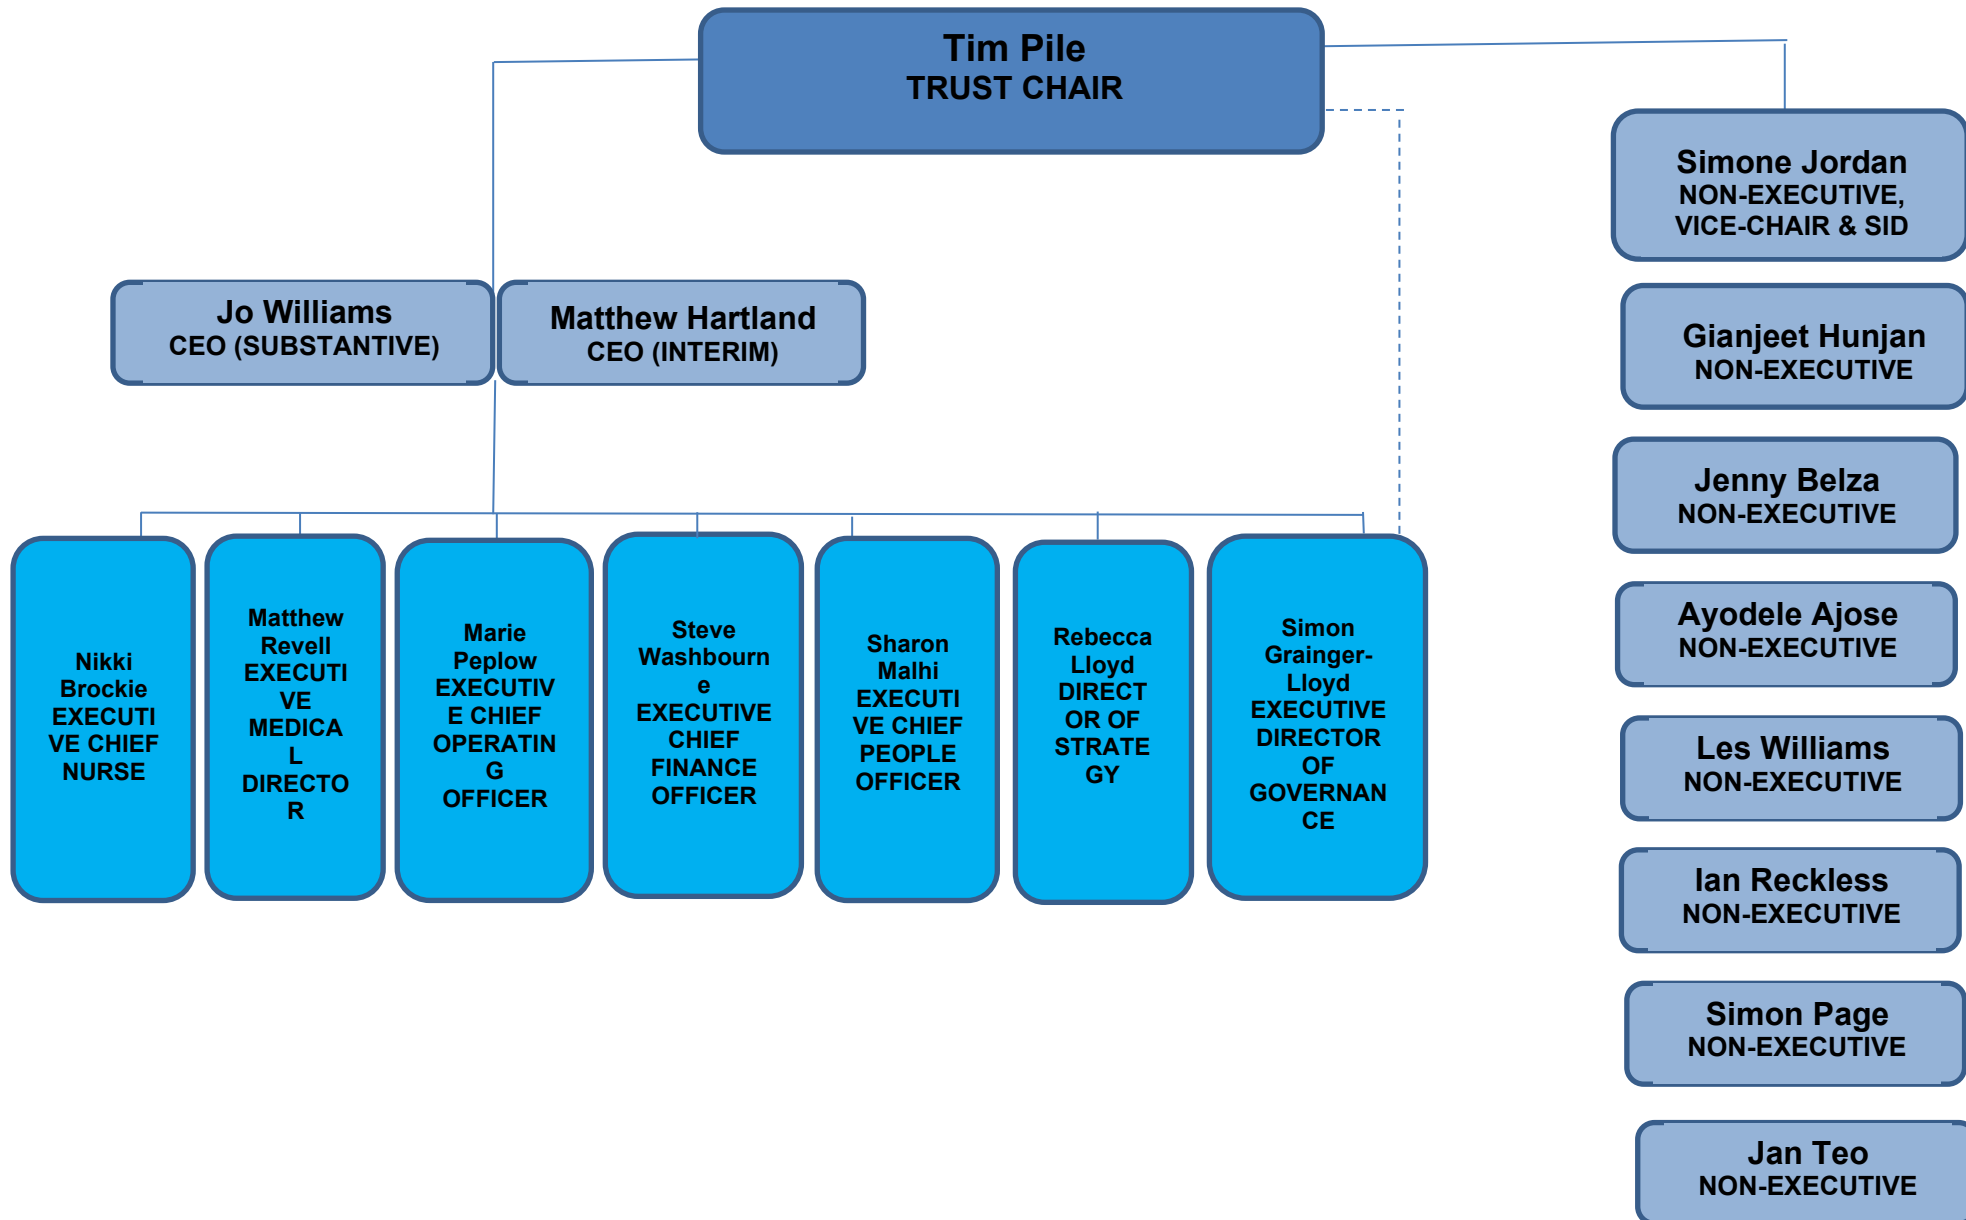 Tim Pile
TRUST CHAIR
Simone Jordan
NON-EXECUTIVE,
VICE-CHAIR & SID
Jo Williams
CEO (SUBSTANTIVE)
Matthew Hartland
CEO (INTERIM)
Gianjeet Hunjan
NON-EXECUTIVE
Jenny Belza
NON-EXECUTIVE
Nikki
Brockie
EXECUTI
VE CHIEF
NURSE
Matthew
Revell
EXECUTI
VE
MEDICA
L
DIRECTO
R
Marie
Peplow
EXECUTIV
E CHIEF
OPERATIN
G
OFFICER
Steve
Washbourn
e
EXECUTIVE
CHIEF
FINANCE
OFFICER
Sharon
Malhi
EXECUTI
VE CHIEF
PEOPLE
OFFICER
Rebecca
Lloyd
DIRECT
OR OF
STRATE
GY
Simon
Grainger-
Lloyd
EXECUTIVE
DIRECTOR
OF
GOVERNAN
CE
Ayodele Ajose
NON-EXECUTIVE
Les Williams
NON-EXECUTIVE
Ian Reckless
NON-EXECUTIVE
Simon Page
NON-EXECUTIVE
Jan Teo
NON-EXECUTIVE